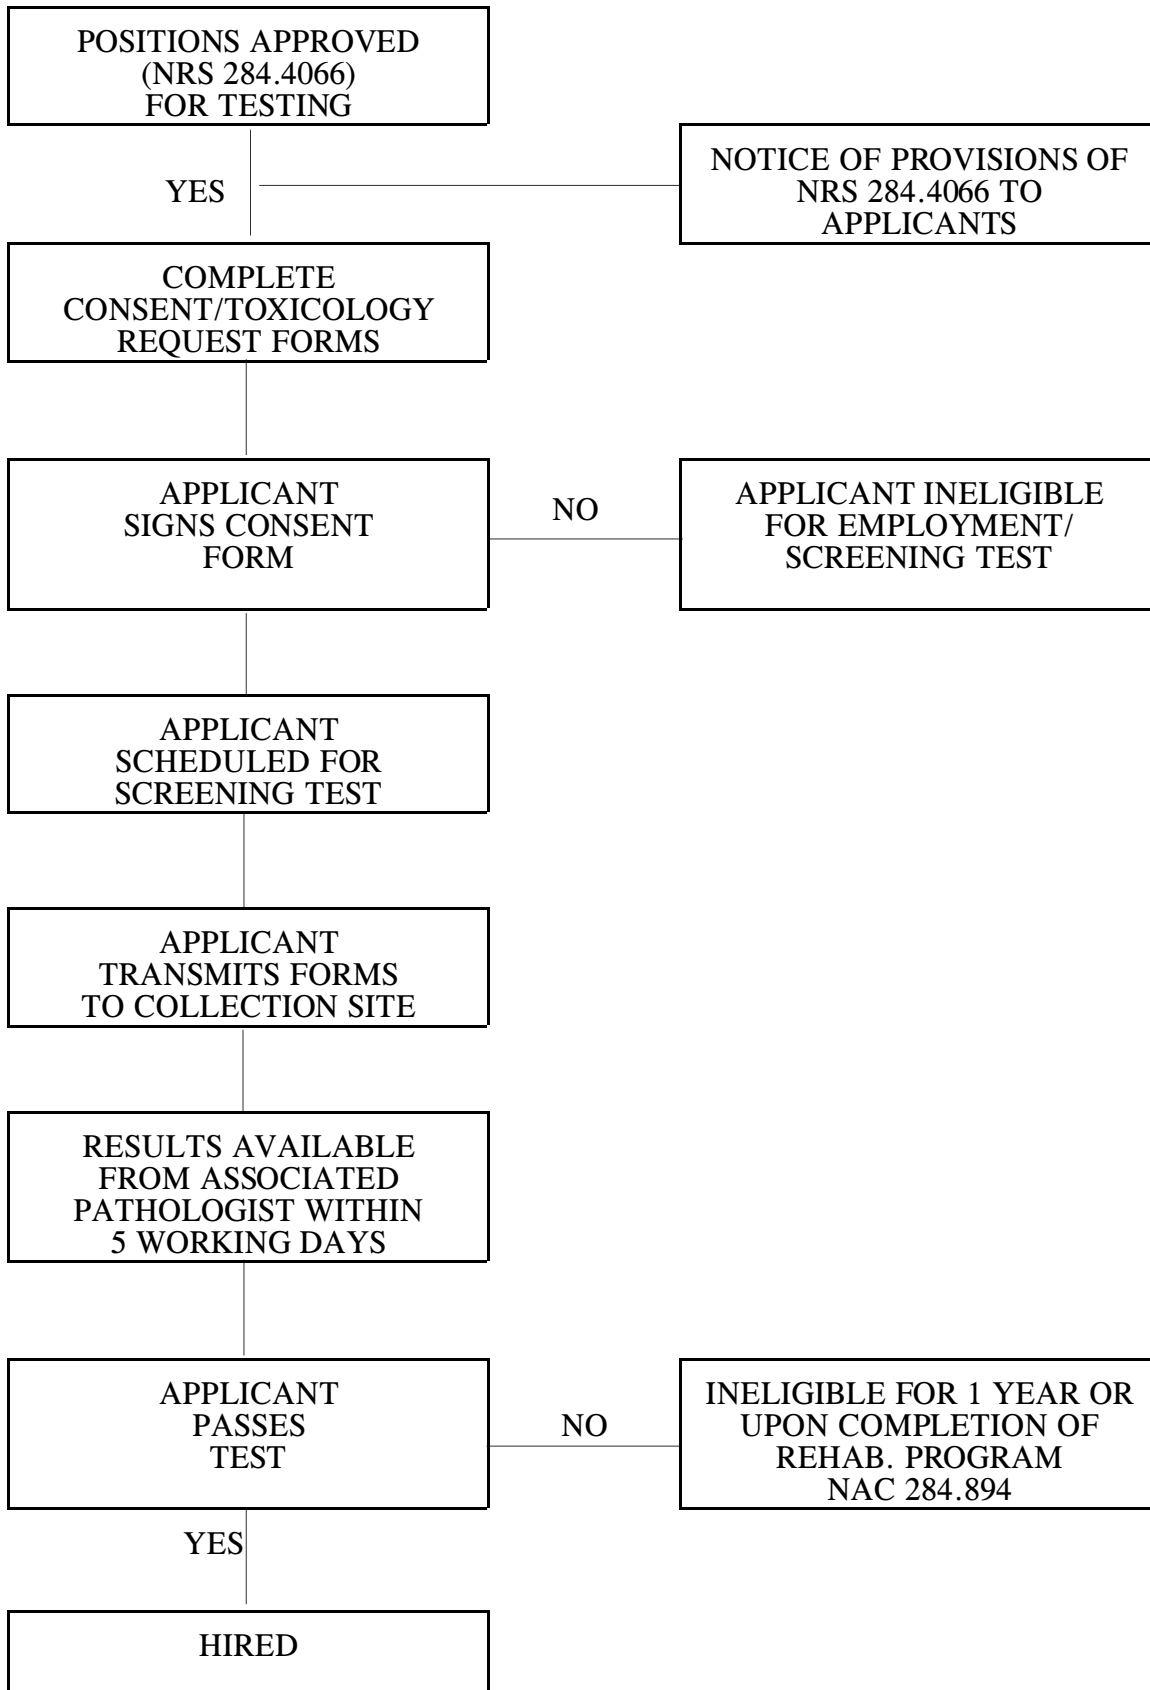 POSITIONS APPROVED
(NRS 284.4066)
FOR TESTING
YES
NOTICE OF PROVISIONS OF
NRS 284.4066 TO
APPLICANTS
COMPLETE
CONSENT/TOXICOLOGY
REQUEST FORMS
APPLICANT
SIGNS CONSENT
FORM
NO
APPLICANT INELIGIBLE
FOR EMPLOYMENT/
SCREENING TEST
APPLICANT
SCHEDULED FOR
SCREENING TEST
APPLICANT
TRANSMITS FORMS
TO COLLECTION SITE
RESULTS AVAILABLE
FROM ASSOCIATED
PATHOLOGIST WITHIN
5 WORKING DAYS
APPLICANT
PASSES
TEST
NO
INELIGIBLE FOR 1 YEAR OR
UPON COMPLETION OF
REHAB. PROGRAM
NAC 284.894
YES
HIRED